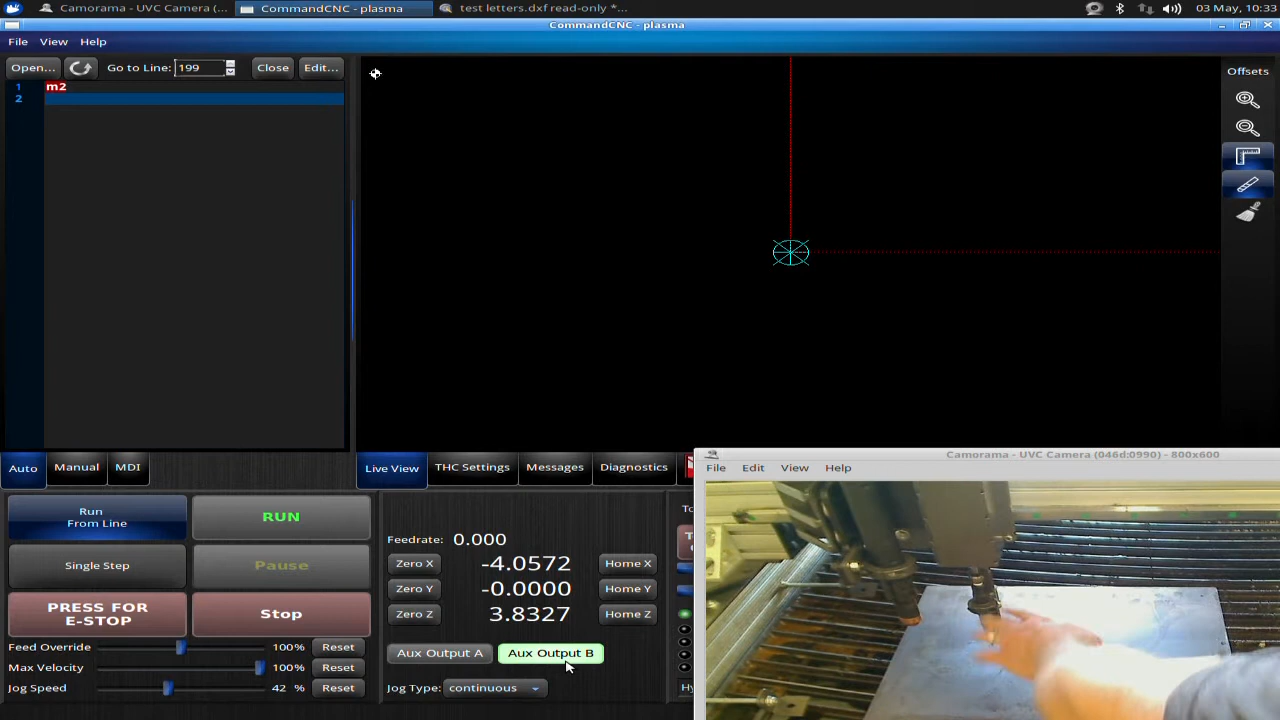 Camorama - UVC Camera (...
CommandCNC - plasma
test letters.dxf read-only *...
03 May, 10:33
CommandCNC - plasma
File View Help
Open... Go to Line: 199 Close Edit...
Offsets
1 m2
2
Auto Manual MDI
Live View THC Settings Messages Diagnostics
Camorama - UVC Camera (046d:0990) - 800x600
File Edit View Help
Run
From Line
RUN
Single Step
Pause
PRESS FOR
E-STOP
Stop
Feed Override 100% Reset
Max Velocity 100% Reset
Jog Speed 42 % Reset
Feedrate: 0.000
Zero X -4.0572 Home X
Zero Y -0.0000 Home Y
Zero Z 3.8327 Home Z
Aux Output A Aux Output B
Jog Type: continuous